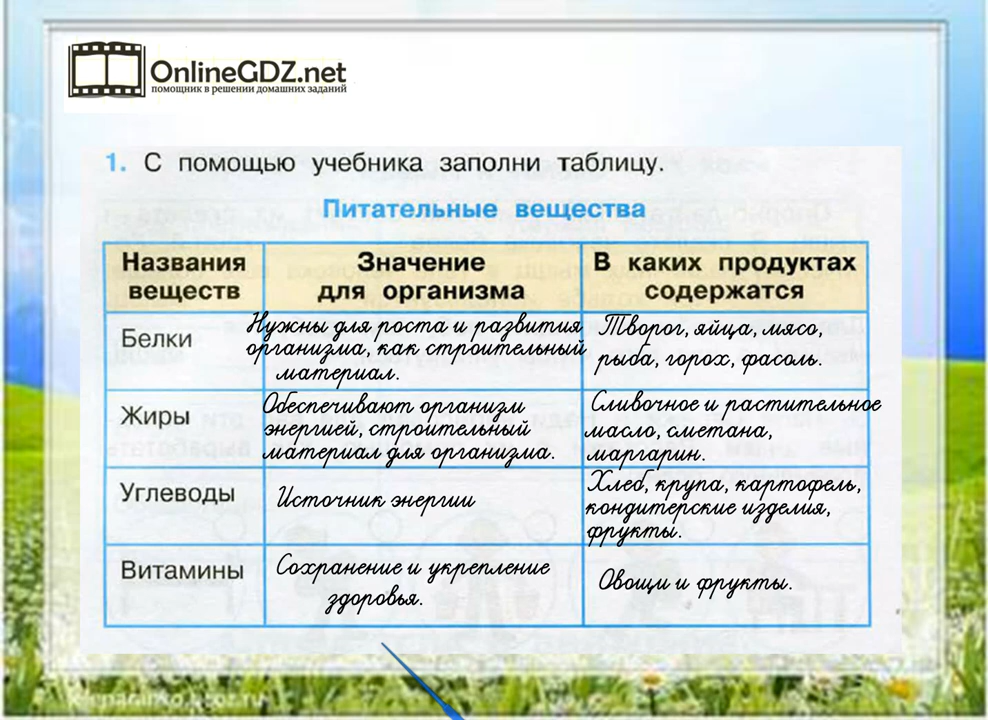 OnlineGDZ.net
помощник в решении домашних заданий
1. С помощью учебника заполни таблицу.
Питательные вещества
Названия веществ
Значение для организма
В каких продуктах содержатся
Белки
Нужны для роста и развития
организма, как строительный
материал.
Творог, яйца, мясо,
рыба, горох, фасоль.
Жиры
Обеспечивают организм
энергией, строительный
материал для организма.
Сливочное и растительное
масло, сметана,
маргарин.
Углеводы
Источник энергии
Хлеб, крупа, картофель,
кондитерские изделия,
фрукты.
Витамины
Сохранение и укрепление
здоровья.
Овощи и фрукты.